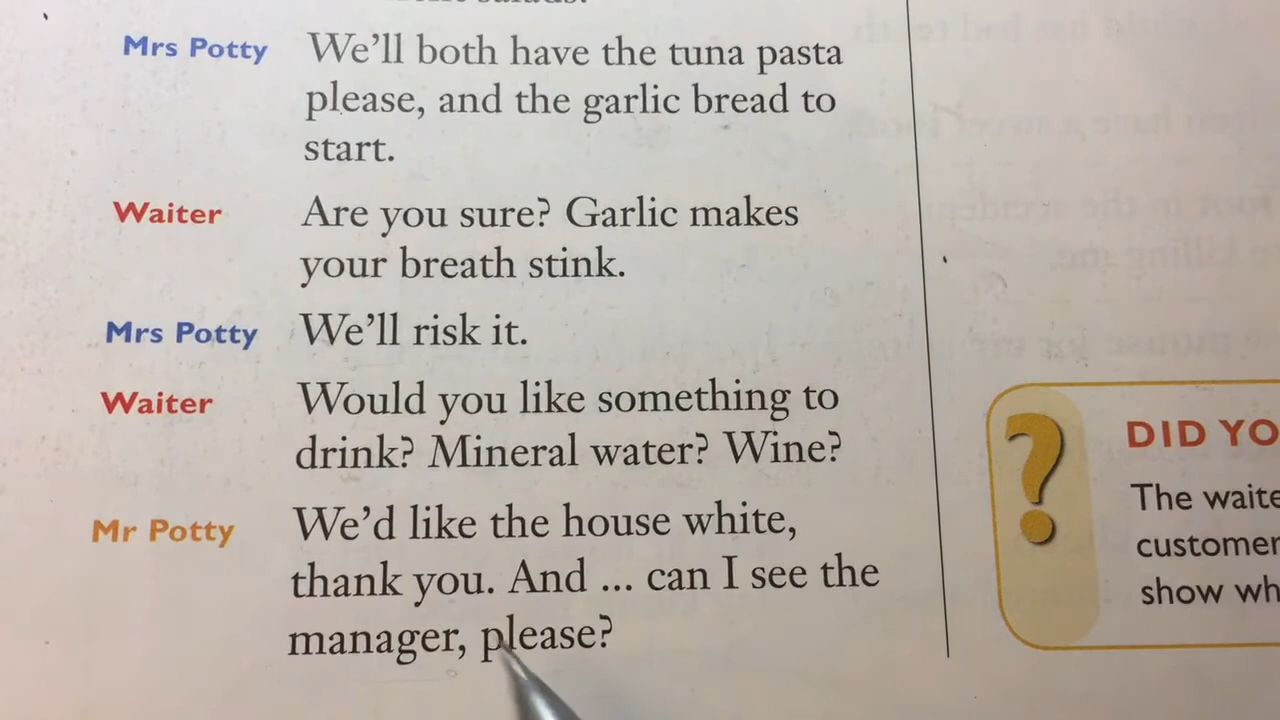 Mrs Potty We'll both have the tuna pasta
please, and the garlic bread to
start.
Waiter Are you sure? Garlic makes
your breath stink.
Mrs Potty We'll risk it.
Waiter Would you like something to
drink? Mineral water? Wine?
Mr Potty We'd like the house white,
thank you. And ... can I see the
manager, please?
?
DID YO
The waite
customer
show wh